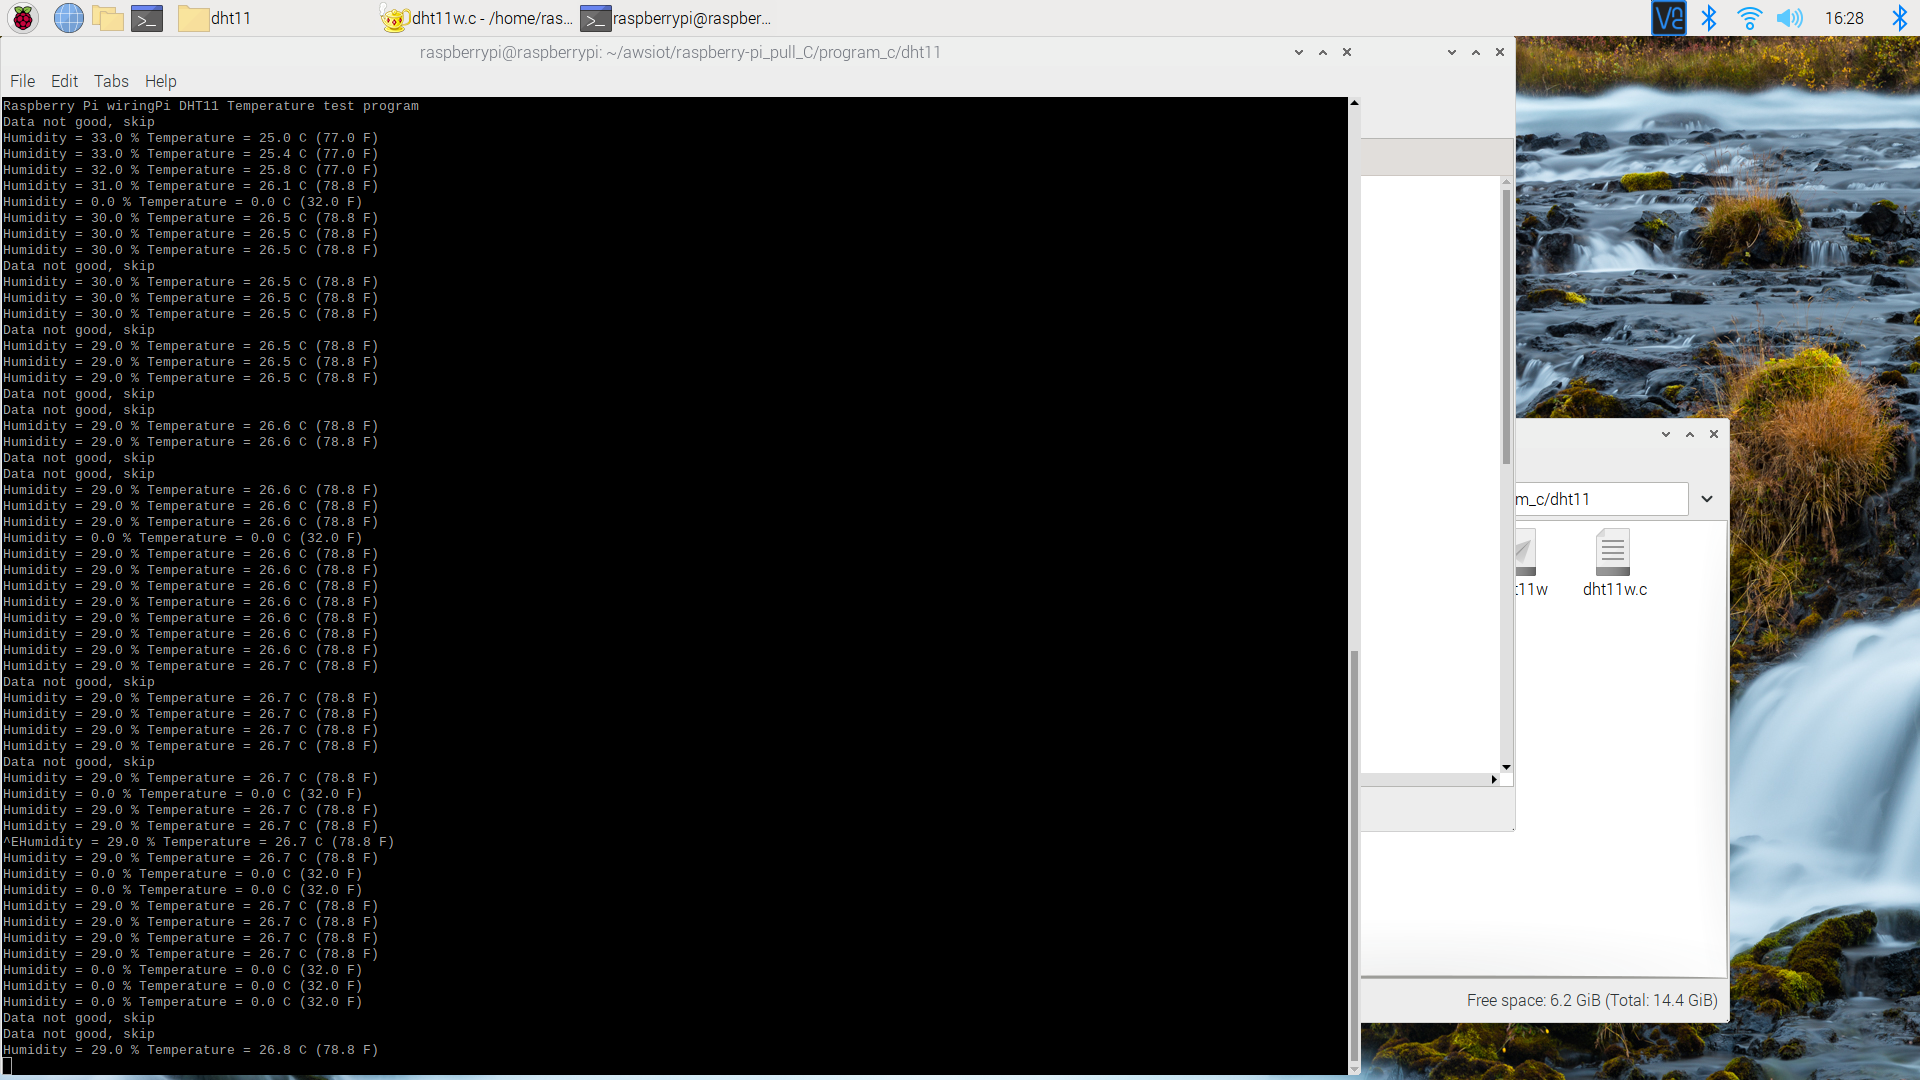 dht11
dht11w.c - /home/ras...
raspberrypi@raspber...
16:28
raspberrypi@raspberrypi: ~/awsiot/raspberry-pi_pull_C/program_c/dht11
File Edit Tabs Help
Raspberry Pi wiringPi DHT11 Temperature test program
Data not good, skip
Humidity = 33.0 % Temperature = 25.0 C (77.0 F)
Humidity = 33.0 % Temperature = 25.4 C (77.0 F)
Humidity = 32.0 % Temperature = 25.8 C (77.0 F)
Humidity = 31.0 % Temperature = 26.1 C (78.8 F)
Humidity = 0.0 % Temperature = 0.0 C (32.0 F)
Humidity = 30.0 % Temperature = 26.5 C (78.8 F)
Humidity = 30.0 % Temperature = 26.5 C (78.8 F)
Humidity = 30.0 % Temperature = 26.5 C (78.8 F)
Data not good, skip
Humidity = 30.0 % Temperature = 26.5 C (78.8 F)
Humidity = 30.0 % Temperature = 26.5 C (78.8 F)
Humidity = 30.0 % Temperature = 26.5 C (78.8 F)
Data not good, skip
Humidity = 29.0 % Temperature = 26.5 C (78.8 F)
Humidity = 29.0 % Temperature = 26.5 C (78.8 F)
Humidity = 29.0 % Temperature = 26.5 C (78.8 F)
Data not good, skip
Data not good, skip
Humidity = 29.0 % Temperature = 26.6 C (78.8 F)
Humidity = 29.0 % Temperature = 26.6 C (78.8 F)
Data not good, skip
Data not good, skip
Humidity = 29.0 % Temperature = 26.6 C (78.8 F)
Humidity = 29.0 % Temperature = 26.6 C (78.8 F)
Humidity = 29.0 % Temperature = 26.6 C (78.8 F)
Humidity = 0.0 % Temperature = 0.0 C (32.0 F)
Humidity = 29.0 % Temperature = 26.6 C (78.8 F)
Humidity = 29.0 % Temperature = 26.6 C (78.8 F)
Humidity = 29.0 % Temperature = 26.6 C (78.8 F)
Humidity = 29.0 % Temperature = 26.6 C (78.8 F)
Humidity = 29.0 % Temperature = 26.6 C (78.8 F)
Humidity = 29.0 % Temperature = 26.6 C (78.8 F)
Humidity = 29.0 % Temperature = 26.6 C (78.8 F)
Humidity = 29.0 % Temperature = 26.7 C (78.8 F)
Data not good, skip
Humidity = 29.0 % Temperature = 26.7 C (78.8 F)
Humidity = 29.0 % Temperature = 26.7 C (78.8 F)
Humidity = 29.0 % Temperature = 26.7 C (78.8 F)
Humidity = 29.0 % Temperature = 26.7 C (78.8 F)
Data not good, skip
Humidity = 29.0 % Temperature = 26.7 C (78.8 F)
Humidity = 0.0 % Temperature = 0.0 C (32.0 F)
Humidity = 29.0 % Temperature = 26.7 C (78.8 F)
Humidity = 29.0 % Temperature = 26.7 C (78.8 F)
^EHumidity = 29.0 % Temperature = 26.7 C (78.8 F)
Humidity = 29.0 % Temperature = 26.7 C (78.8 F)
Humidity = 0.0 % Temperature = 0.0 C (32.0 F)
Humidity = 0.0 % Temperature = 0.0 C (32.0 F)
Humidity = 29.0 % Temperature = 26.7 C (78.8 F)
Humidity = 29.0 % Temperature = 26.7 C (78.8 F)
Humidity = 29.0 % Temperature = 26.7 C (78.8 F)
Humidity = 29.0 % Temperature = 26.7 C (78.8 F)
Humidity = 0.0 % Temperature = 0.0 C (32.0 F)
Humidity = 0.0 % Temperature = 0.0 C (32.0 F)
Humidity = 0.0 % Temperature = 0.0 C (32.0 F)
Data not good, skip
Data not good, skip
Humidity = 29.0 % Temperature = 26.8 C (78.8 F)
m_c/dht11
t11w
dht11w.c
Free space: 6.2 GiB (Total: 14.4 GiB)